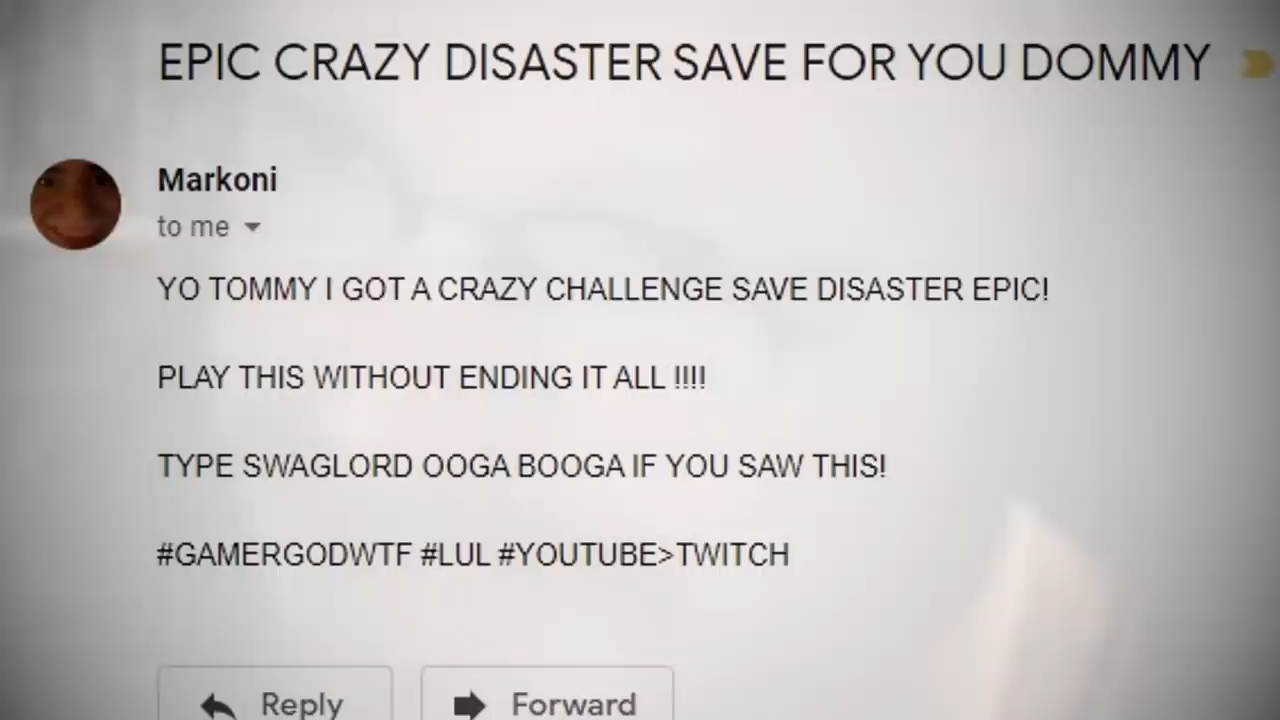 EPIC CRAZY DISASTER SAVE FOR YOU DOMMY
Markoni
to me
YO TOMMY I GOT A CRAZY CHALLENGE SAVE DISASTER EPIC!
PLAY THIS WITHOUT ENDING IT ALL !!!!
TYPE SWAGLORD OOGA BOOGA IF YOU SAW THIS!
#GAMERGODWTF #LUL #YOUTUBE>TWITCH
Reply
Forward